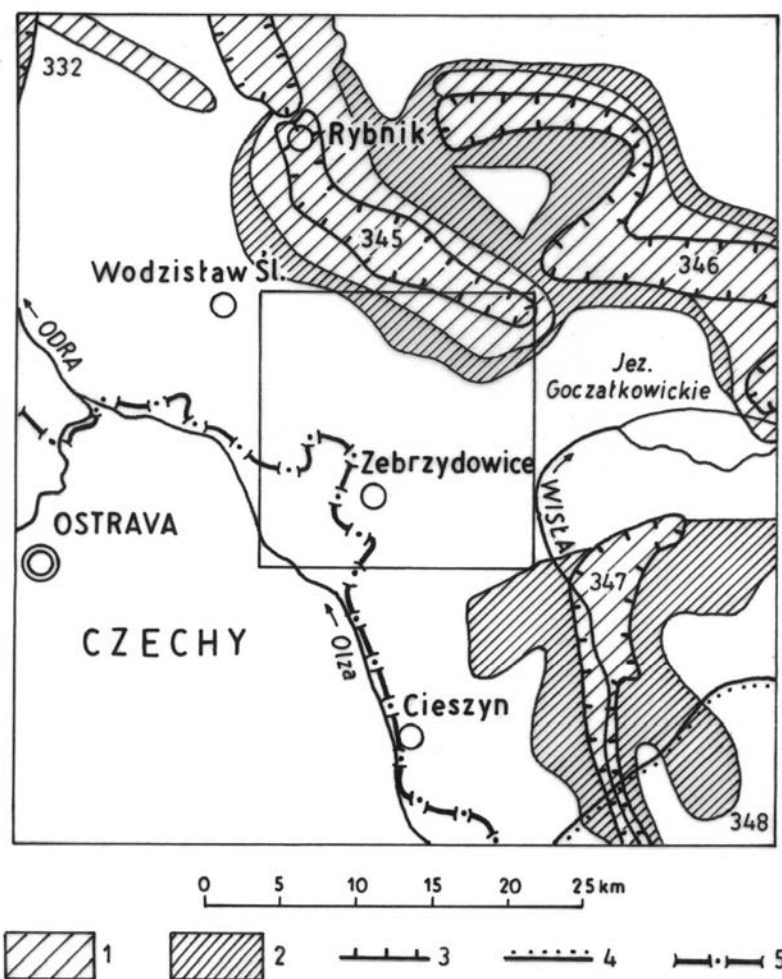 332
Rybnik
345
346
Wodzisław Śl.
ODRA
Jez.
Goczałkowickie
Zebrzydowice
WISŁA
OSTRAVA
347
CZECHY
Olza
Cieszyn
348
0 5 10 15 20 25 km
1 2 3 4 5